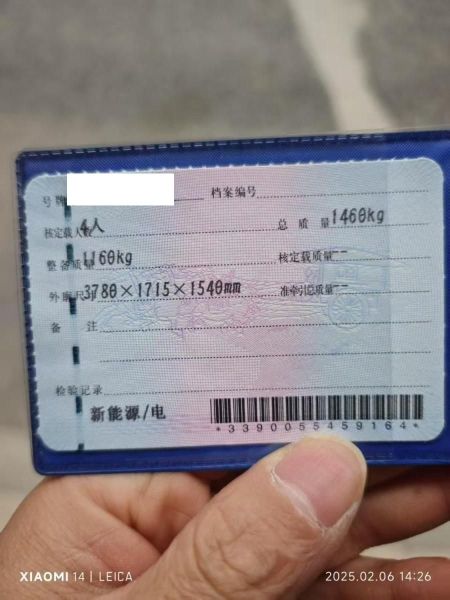 号牌 档案编号
核定载人数 4人 总质量 1460kg
整备质量 1160kg 核定载质量 --
外廓尺寸 3780×1715×1540mm 准牵引总质量 --
备注
检验记录
新能源/电
*3390055459164*
XIAOMI 14 | LEICA 2025.02.06 14:26